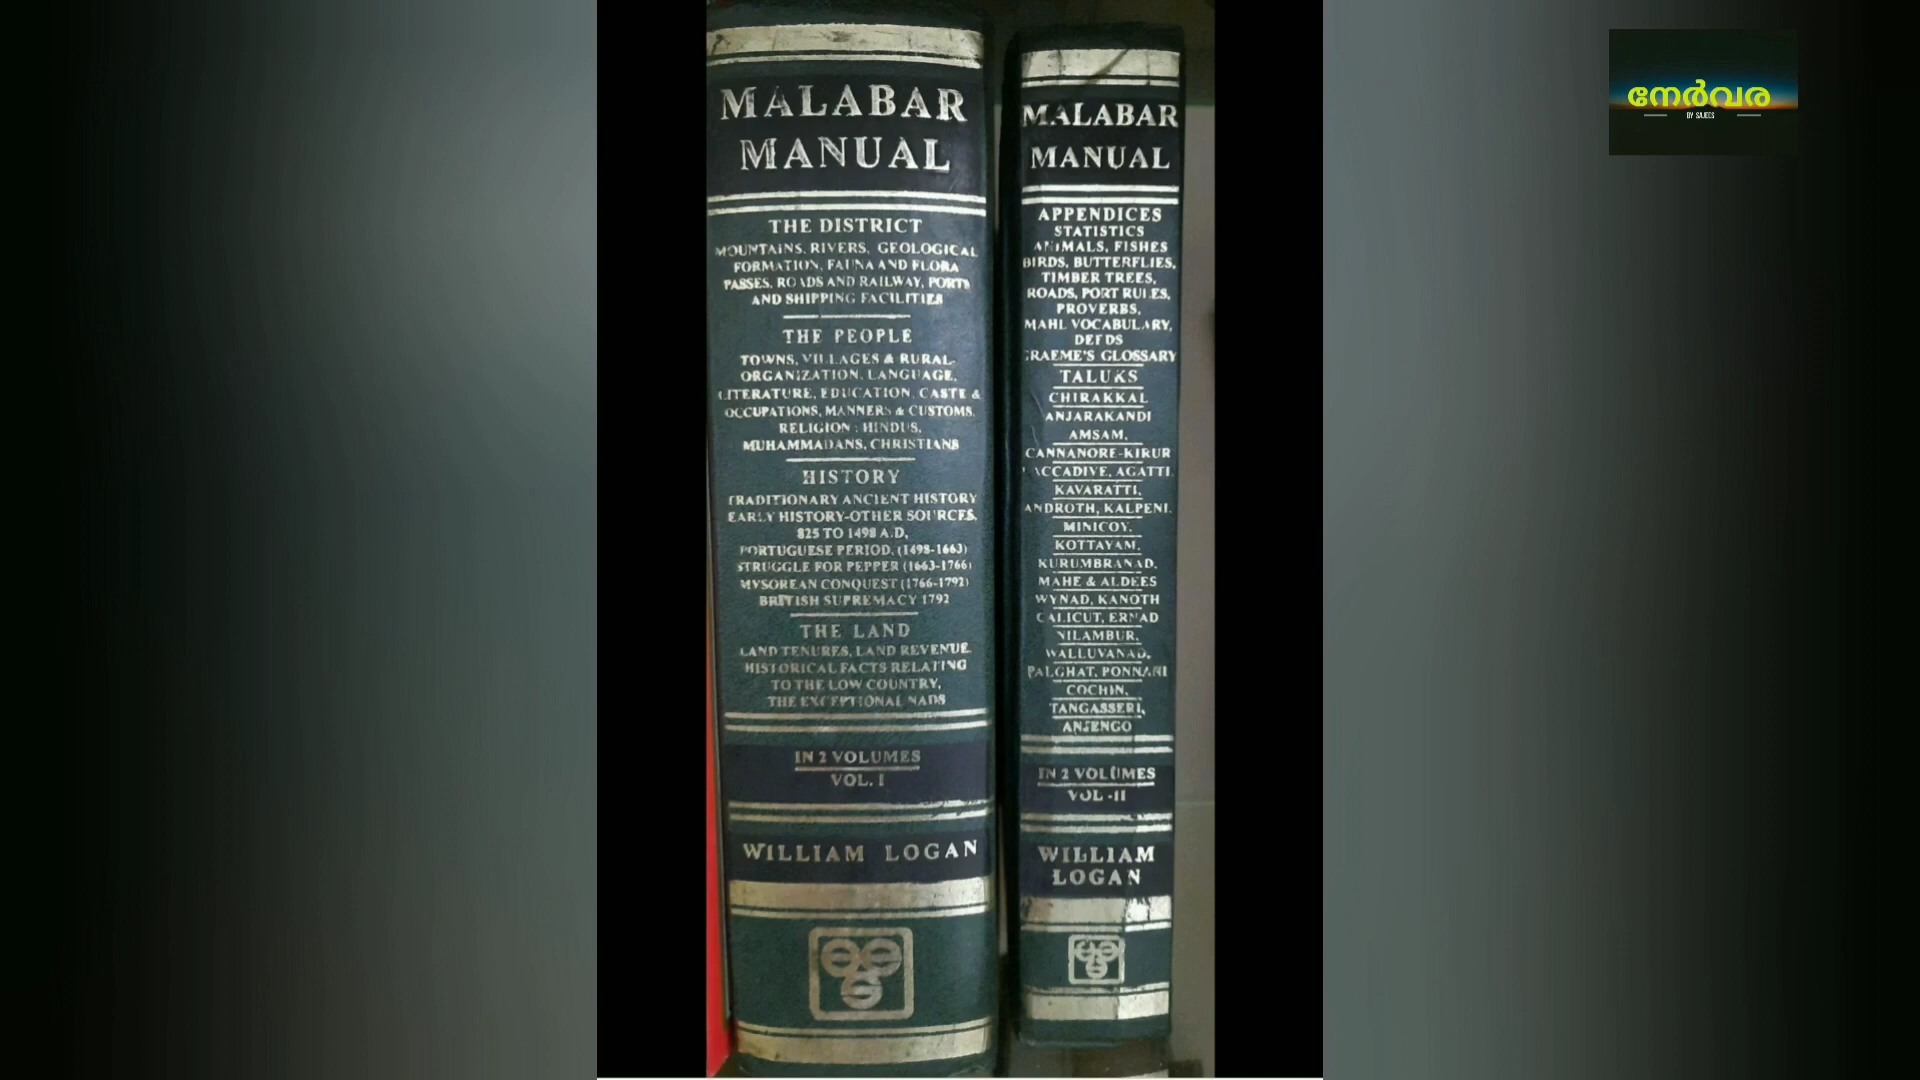 MALABAR
MANUAL
THE DISTRICT
MOUNTAINS, RIVERS, GEOLOGICAL
FORMATION, FAUNA AND FLORA
PASSES, ROADS AND RAILWAY, PORTS
AND SHIPPING FACILITIES
THE PEOPLE
TOWNS, VILLAGES & RURAL
ORGANIZATION, LANGUAGE,
LITERATURE, EDUCATION, CASTE &
OCCUPATIONS, MANNERS & CUSTOMS,
RELIGION : HINDUS,
MUHAMMADANS, CHRISTIANS
HISTORY
TRADITIONARY ANCIENT HISTORY
EARLY HISTORY-OTHER SOURCES,
825 TO 1498 A.D,
PORTUGUESE PERIOD, (1498-1663)
STRUGGLE FOR PEPPER (1663-1766)
MYSOREAN CONQUEST (1766-1792)
BRITISH SUPREMACY 1792
THE LAND
LAND TENURES, LAND REVENUE
HISTORICAL FACTS RELATING
TO THE LOW COUNTRY,
THE EXCEPTIONAL NADS
IN 2 VOLUMES
VOL. I
WILLIAM LOGAN
MALABAR
MANUAL
APPENDICES
STATISTICS
ANIMALS, FISHES
BIRDS, BUTTERFLIES,
TIMBER TREES,
ROADS, PORT RULES,
PROVERBS,
MAHL VOCABULARY,
DEEDS
GRAEME'S GLOSSARY
TALUKS
CHIRAKKAL
ANJARAKANDI
AMSAM,
CANNANORE-KIRUR
LACCADIVE, AGATTI,
KAVARATTI,
ANDROTH, KALPENI,
MINICOY,
KOTTAYAM,
KURUMBRANAD,
MAHE & ALDEES
WYNAD, KANOTH
CALICUT, ERNAD
NILAMBUR,
WALLUVANAD,
PALGHAT, PONNANI
COCHIN,
TANGASSERI,
ANJENGO
IN 2 VOLUMES
VOL -II
WILLIAM
LOGAN
നേർവര
BY SAJEES